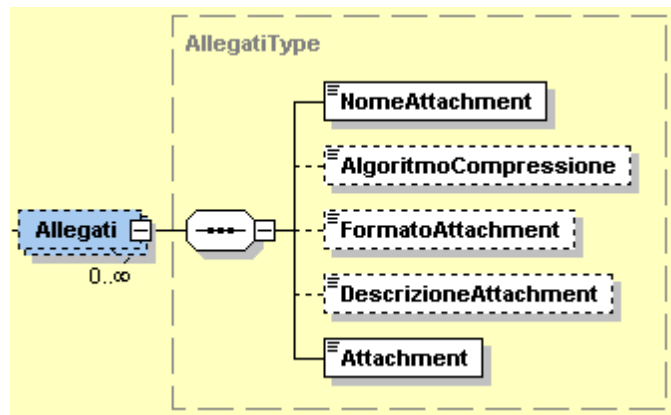 AllegatiType
NomeAttachment
AlgoritmoCompressione
Allegati
0..∞
FormatoAttachment
DescrizioneAttachment
Attachment